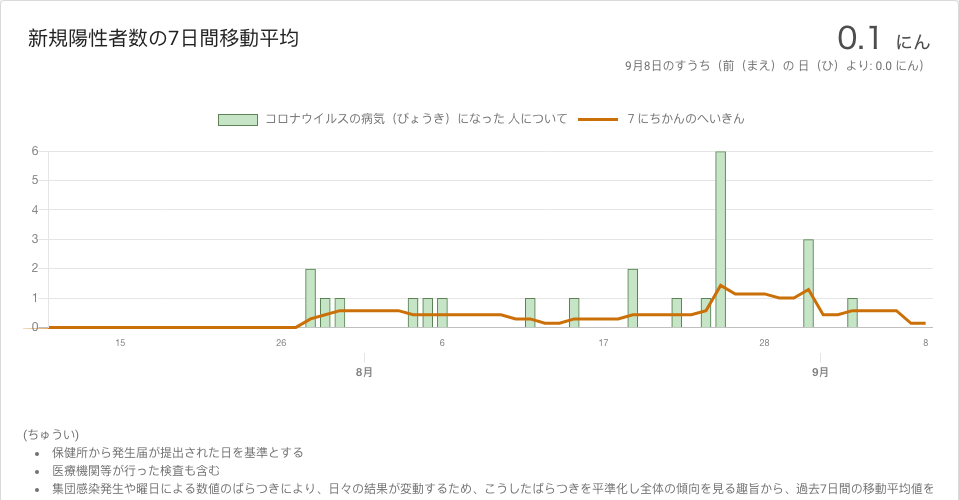 新規陽性者数の7日間移動平均
0.1 にん
9月8日のすうち（前（まえ）の 日（ひ）より: 0.0 にん）
コロナウイルスの病気（びょうき）になった 人について
7 にちかんのへいきん
6
5
4
3
2
1
0
15 26 6 17 28 8
8月 9月
(ちゅうい)
• 保健所から発生届が提出された日を基準とする
• 医療機関等が行った検査も含む
• 集団感染発生や曜日による数値のばらつきにより、日々の結果が変動するため、こうしたばらつきを平準化し全体の傾向を見る趣旨から、過去7日間の移動平均値を